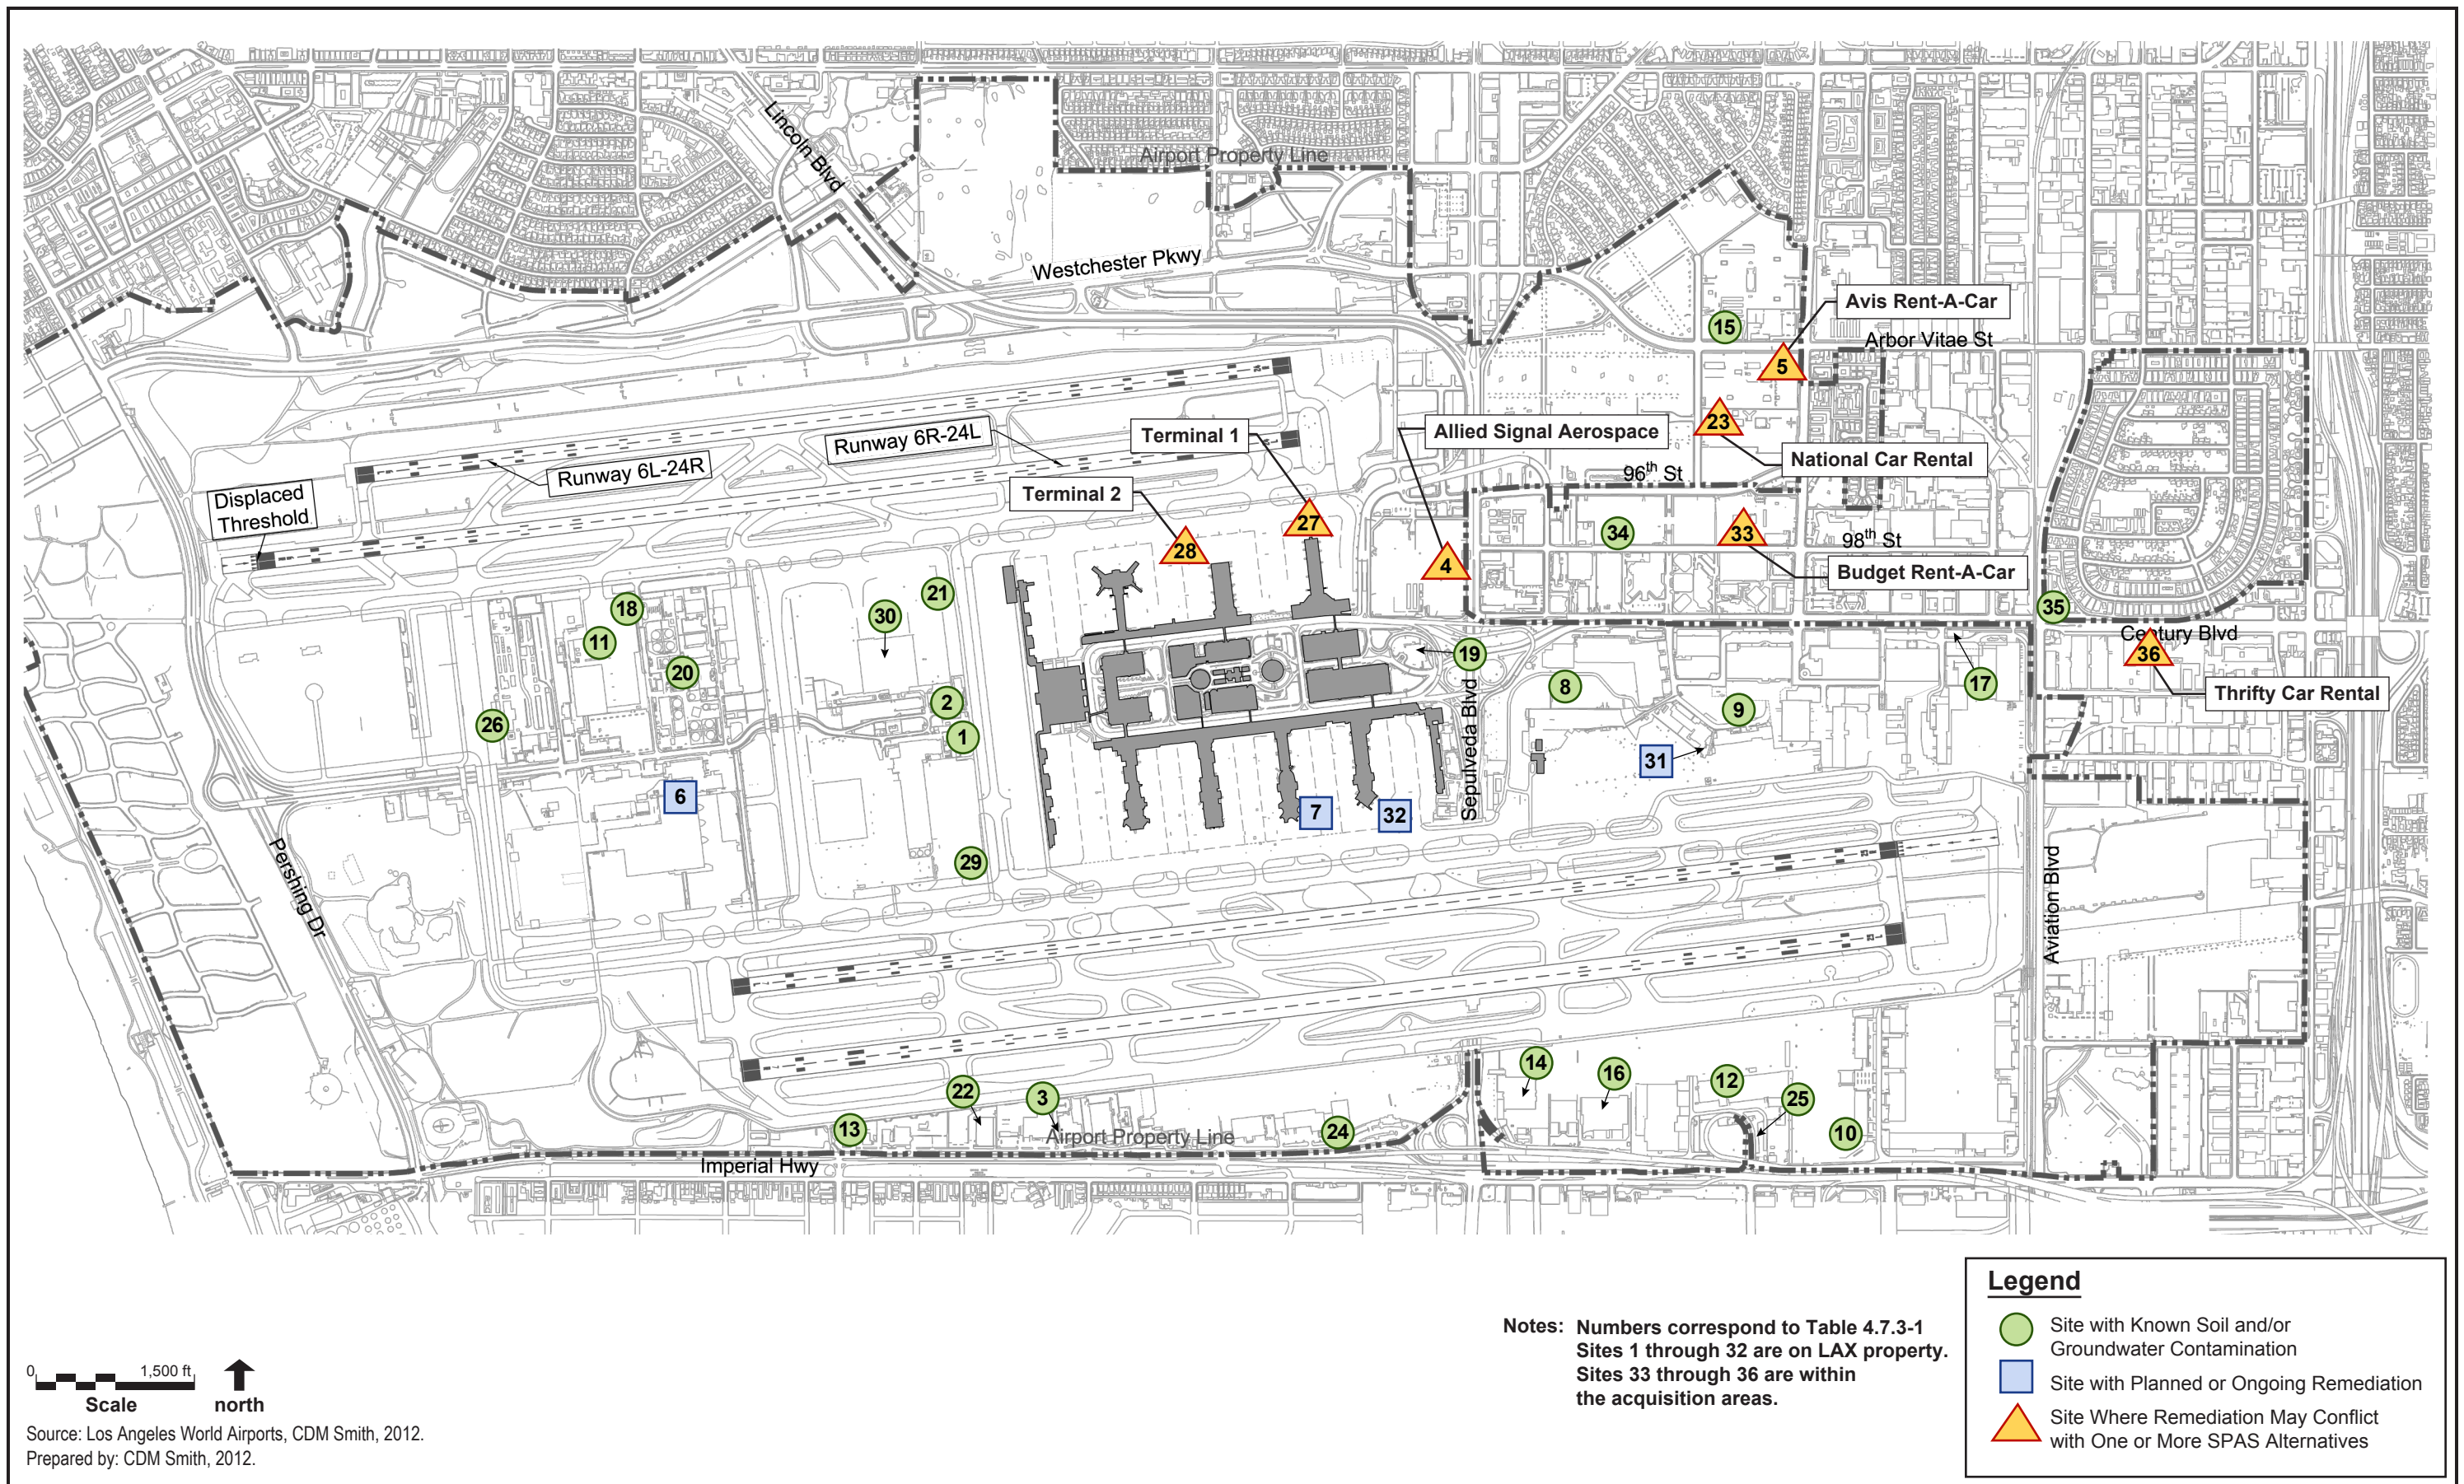 Lincoln Blvd
Airport Property Line
Westchester Pkwy
Avis Rent-A-Car
15
Arbor Vitae St
5
23
Runway 6R-24L
Terminal 1
Allied Signal Aerospace
National Car Rental
Runway 6L-24R
96th St
Displaced
Threshold
Terminal 2
27
28
34
33
98th St
4
Budget Rent-A-Car
21
18
30
35
11
Century Blvd
19
36
20
8
17
Thrifty Car Rental
2
9
26
1
Sepulveda Blvd
31
6
7
32
29
Pershing Dr
Aviation Blvd
14
16
12
22
3
25
13
24
10
Airport Property Line
Imperial Hwy
Legend
Site with Known Soil and/or
Groundwater Contamination
Site with Planned or Ongoing Remediation
Site Where Remediation May Conflict
with One or More SPAS Alternatives
Notes: Numbers correspond to Table 4.7.3-1
Sites 1 through 32 are on LAX property.
Sites 33 through 36 are within
the acquisition areas.
0 1,500 ft
Scale north
Source: Los Angeles World Airports, CDM Smith, 2012.
Prepared by: CDM Smith, 2012.